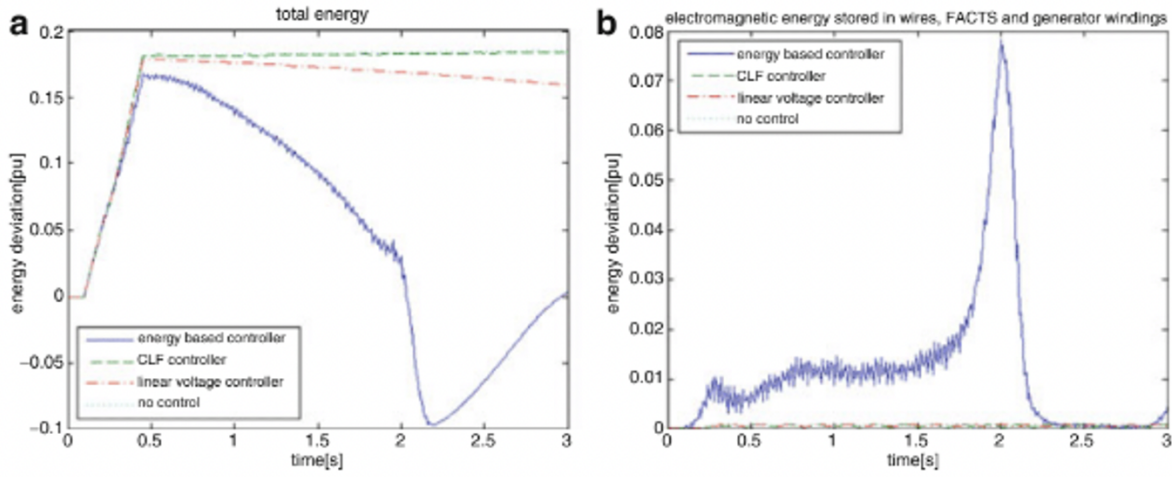 a
total energy
energy deviation[pu]
0.2
0.15
0.1
0.05
0
−0.05
−0.1
energy based controller
CLF controller
linear voltage controller
no control
0 0.5 1 1.5 2 2.5 3
time[s]
b
electromagnetic energy stored in wires, FACTS and generator windings
energy deviation[pu]
0.08
0.07
0.06
0.05
0.04
0.03
0.02
0.01
0
energy based controller
CLF controller
linear voltage controller
no control
0 0.5 1 1.5 2 2.5 3
time[s]